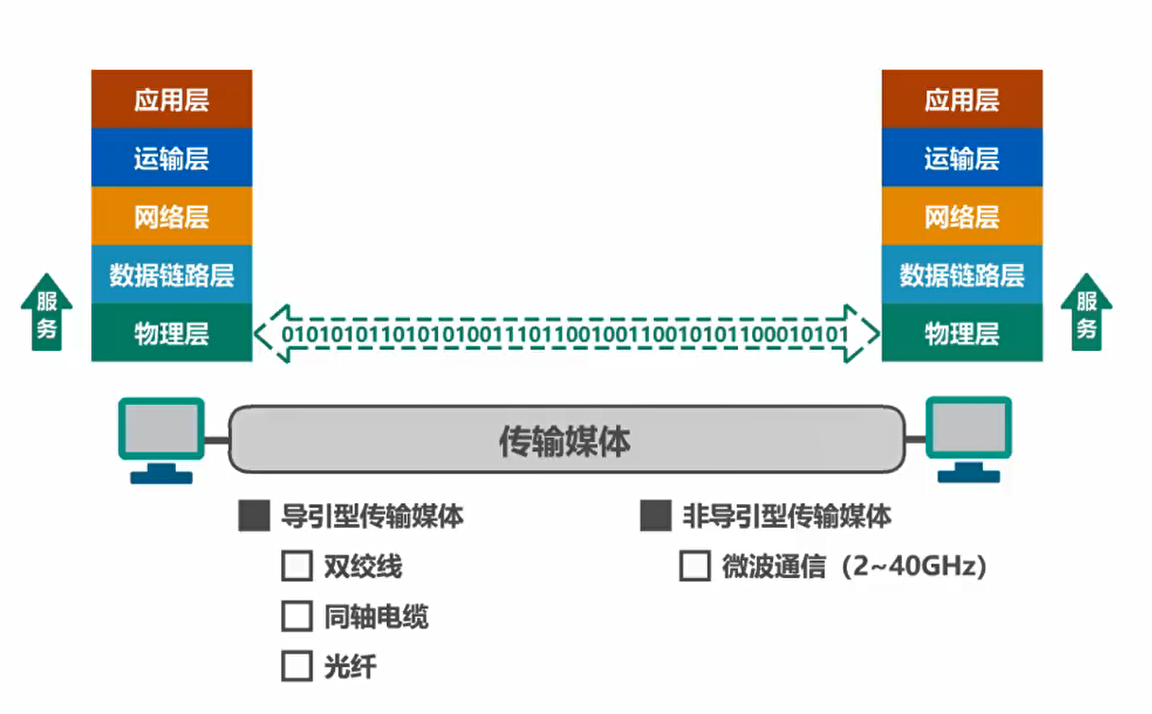 应用层
运输层
网络层
数据链路层
物理层
服务
0101010110101010011101100100110010101100010101
应用层
运输层
网络层
数据链路层
物理层
服务
传输媒体
导引型传输媒体
双绞线
同轴电缆
光纤
非导引型传输媒体
微波通信（2~40GHz）